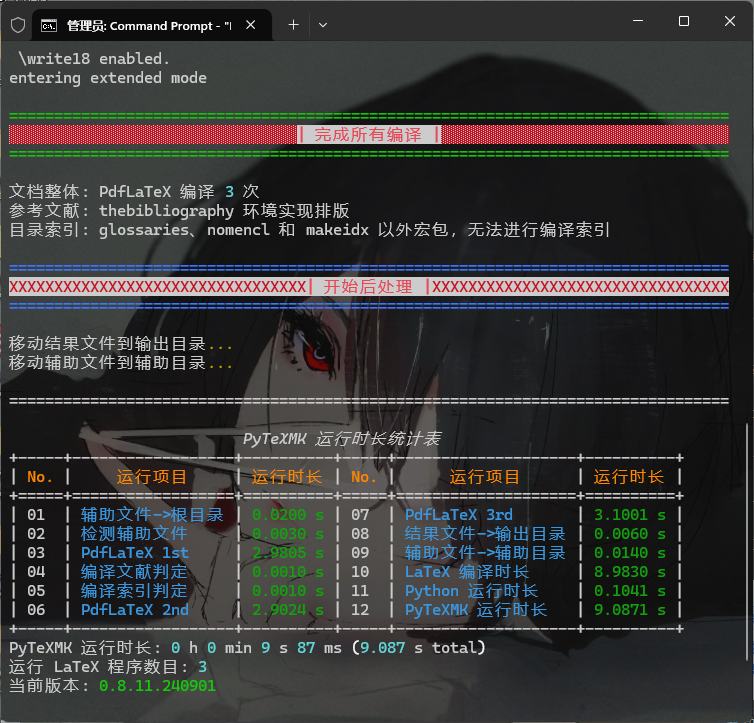 管理员: Command Prompt - "
\write18 enabled.
entering extended mode
================================================================================
| 完成所有编译 |
================================================================================
文档整体: PdfLaTeX 编译 3 次
参考文献: thebibliography 环境实现排版
目录索引: glossaries、nomencl 和 makeidx 以外宏包，无法进行编译索引
================================================================================
XXXXXXXXXXXXXXXXXXXXXXXXXXXXXXXXX| 开始后处理 |XXXXXXXXXXXXXXXXXXXXXXXXXXXXXXXXX
================================================================================
移动结果文件到输出目录...
移动辅助文件到辅助目录...
================================================================================
PyTeXMK 运行时长统计表
+-----+------------------+-----------+-----+--------------------+-----------+
| No. | 运行项目 | 运行时长 | No. | 运行项目 | 运行时长 |
+=====+==================+===========+=====+====================+===========+
| 01 | 辅助文件->根目录 | 0.0200 s | 07 | PdfLaTeX 3rd | 3.1001 s |
| 02 | 检测辅助文件 | 0.0030 s | 08 | 结果文件->输出目录 | 0.0060 s |
| 03 | PdfLaTeX 1st | 2.9805 s | 09 | 辅助文件->辅助目录 | 0.0140 s |
| 04 | 编译文献判定 | 0.0010 s | 10 | LaTeX 编译时长 | 8.9830 s |
| 05 | 编译索引判定 | 0.0010 s | 11 | Python 运行时长 | 0.1041 s |
| 06 | PdfLaTeX 2nd | 2.9024 s | 12 | PyTeXMK 运行时长 | 9.0871 s |
+-----+------------------+-----------+-----+--------------------+-----------+
PyTeXMK 运行时长: 0 h 0 min 9 s 87 ms (9.087 s total)
运行 LaTeX 程序数目: 3
当前版本: 0.8.11.240901